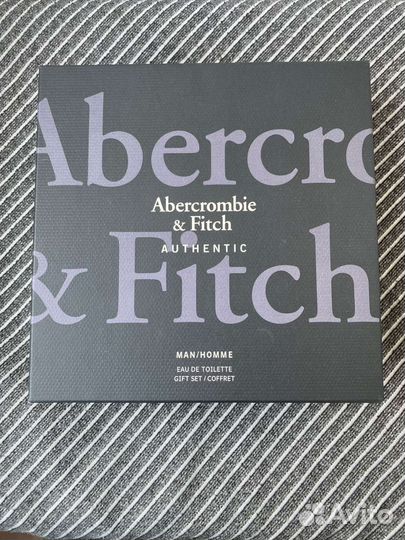 Abercro
Abercrombie
& Fitch
AUTHENTIC
& Fitch
MAN/HOMME
EAU DE TOILETTE
GIFT SET / COFFRET
Avito